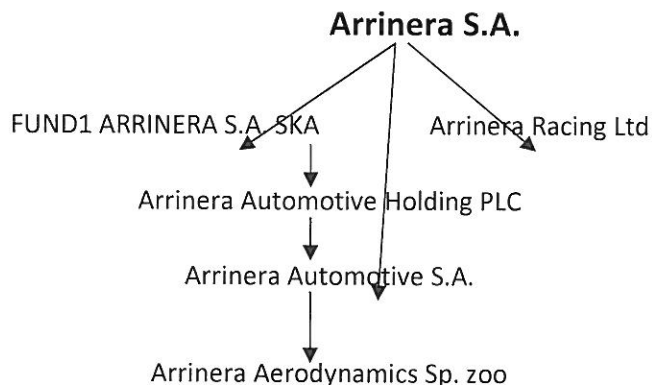 Arrinera S.A.
FUND1 ARRINERA S.A. SKA Arrinera Racing Ltd
Arrinera Automotive Holding PLC
Arrinera Automotive S.A.
Arrinera Aerodynamics Sp. zoo